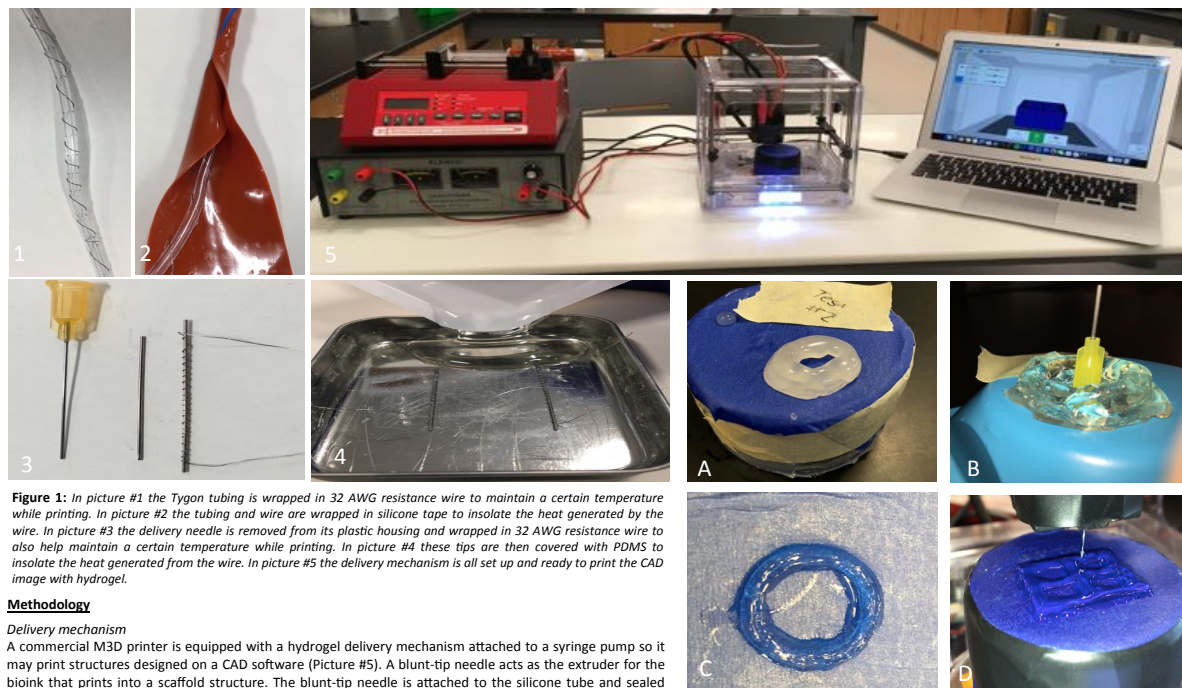 1
2
5
3
4
Test
#2
A
B
C
D
Figure 1: In picture #1 the Tygon tubing is wrapped in 32 AWG resistance wire to maintain a certain temperature
while printing. In picture #2 the tubing and wire are wrapped in silicone tape to insolate the heat generated by the
wire. In picture #3 the delivery needle is removed from its plastic housing and wrapped in 32 AWG resistance wire to
also help maintain a certain temperature while printing. In picture #4 these tips are then covered with PDMS to
insolate the heat generated from the wire. In picture #5 the delivery mechanism is all set up and ready to print the CAD
image with hydrogel.
Methodology
Delivery mechanism
A commercial M3D printer is equipped with a hydrogel delivery mechanism attached to a syringe pump so it
may print structures designed on a CAD software (Picture #5). A blunt-tip needle acts as the extruder for the
bioink that prints into a scaffold structure. The blunt-tip needle is attached to the silicone tube and sealed